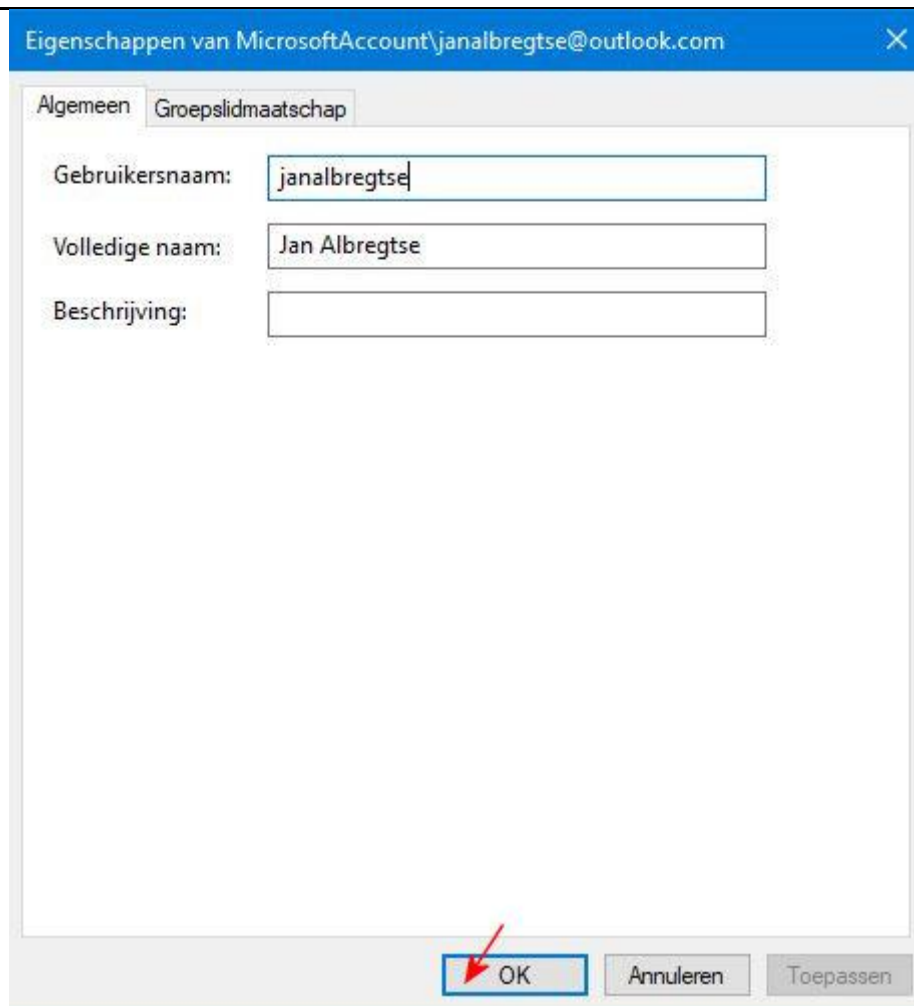 Eigenschappen van MicrosoftAccount\janalbregtse@outlook.com
Algemeen Groepslidmaatschap
Gebruikersnaam: janalbregtse
Volledige naam: Jan Albregtse
Beschrijving:
OK Annuleren Toepassen